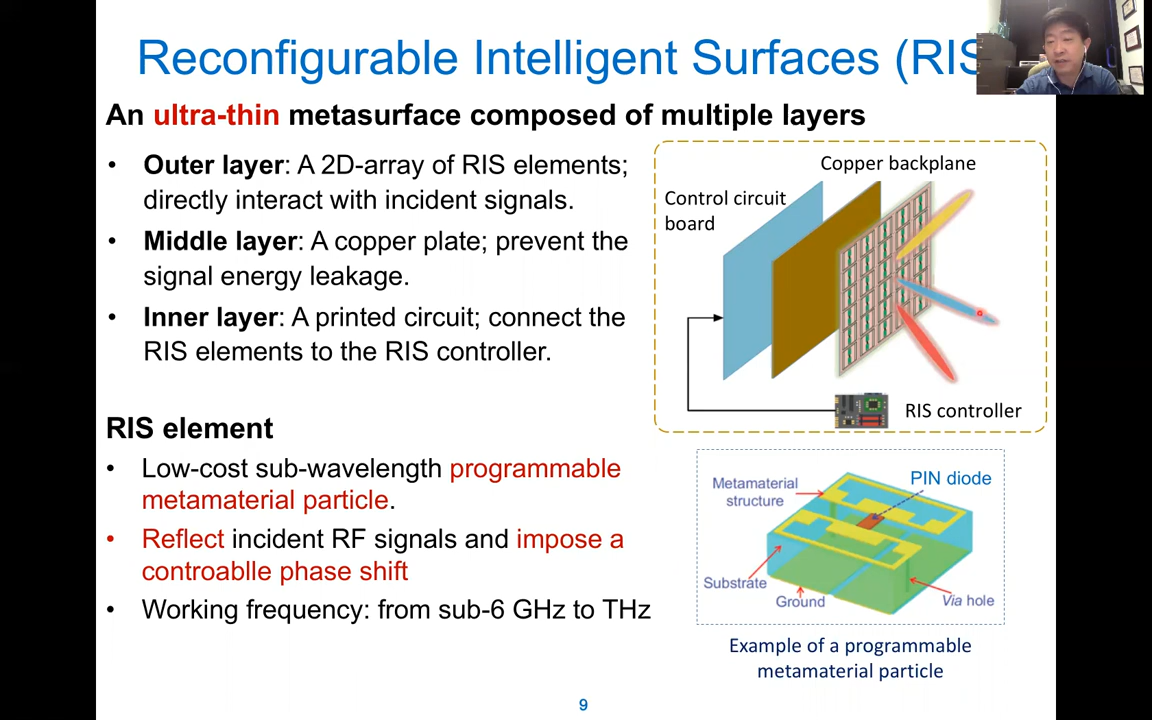 Reconfigurable Intelligent Surfaces (RIS
An ultra-thin metasurface composed of multiple layers
• Outer layer: A 2D-array of RIS elements;
directly interact with incident signals.
• Middle layer: A copper plate; prevent the
signal energy leakage.
• Inner layer: A printed circuit; connect the
RIS elements to the RIS controller.
Copper backplane
Control circuit
board
RIS controller
RIS element
• Low-cost sub-wavelength programmable
metamaterial particle.
• Reflect incident RF signals and impose a
controablle phase shift
• Working frequency: from sub-6 GHz to THz
Metamaterial
structure
PIN diode
Substrate
Ground
Via hole
Example of a programmable
metamaterial particle
9